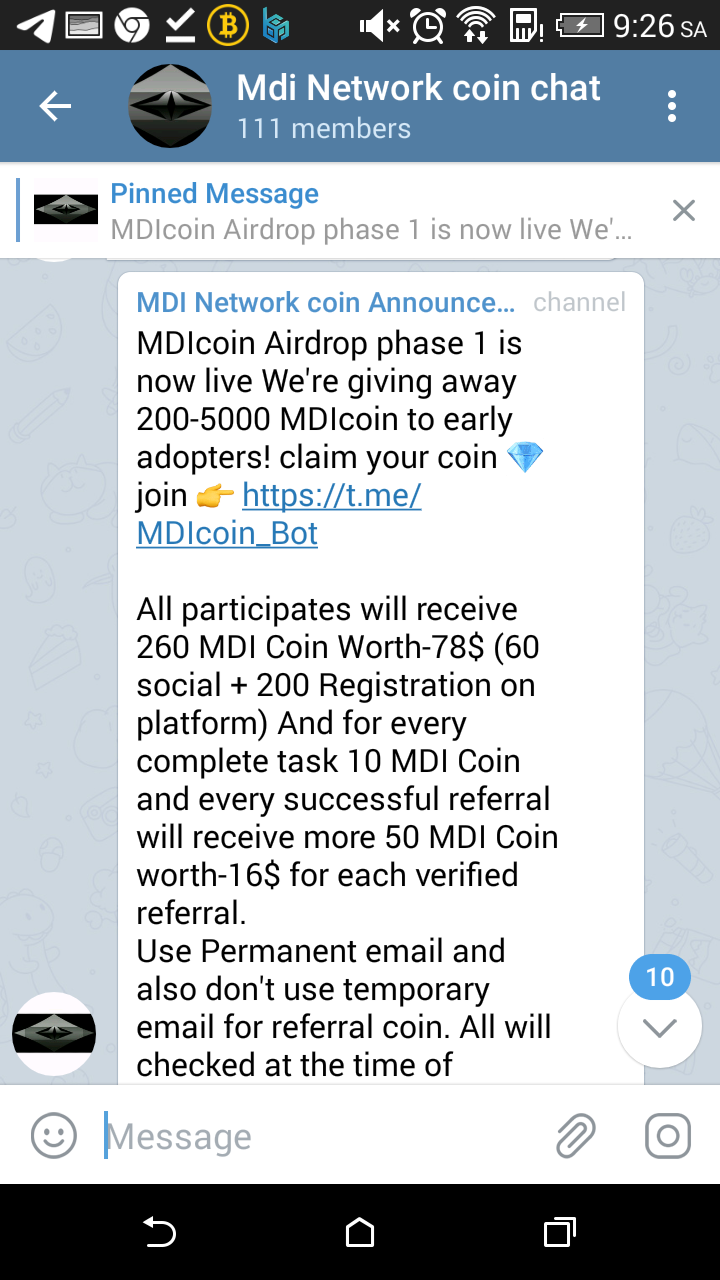 9:26 SA
Mdi Network coin chat
111 members
Pinned Message
MDIcoin Airdrop phase 1 is now live We'...
MDI Network coin Announce... channel
MDIcoin Airdrop phase 1 is
now live We're giving away
200-5000 MDIcoin to early
adopters! claim your coin 💎
join 👉 https://t.me/
MDIcoin_Bot
All participates will receive
260 MDI Coin Worth-78$ (60
social + 200 Registration on
platform) And for every
complete task 10 MDI Coin
and every successful referral
will receive more 50 MDI Coin
worth-16$ for each verified
referral.
Use Permanent email and
also don't use temporary
email for referral coin. All will
checked at the time of
10
Message